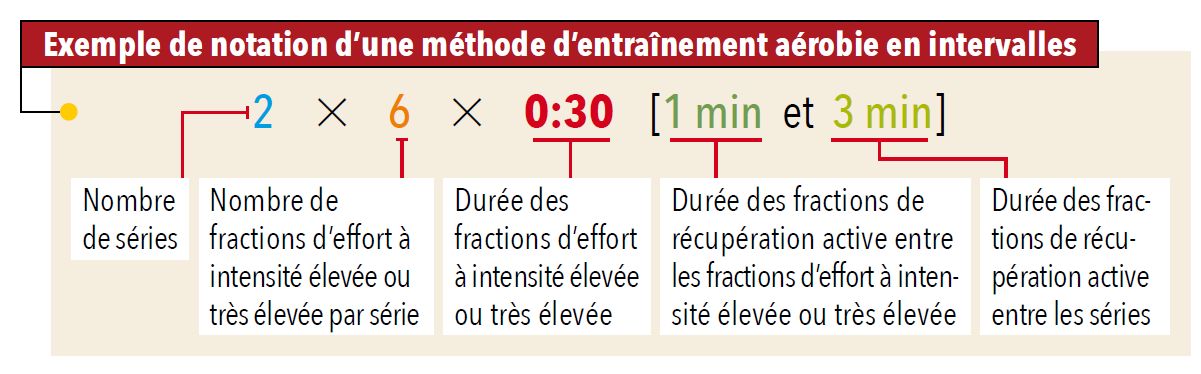 Exemple de notation d’une méthode d’entraînement aérobie en intervalles
2 × 6 × 0:30 [1 min et 3 min]
Nombre
de séries
Nombre de
fractions d’effort à
intensité élevée ou
très élevée par série
Durée des
fractions d’effort
à intensité élevée
ou très élevée
Durée des fractions de
récupération active entre
les fractions d’effort à inten-
sité élevée ou très élevée
Durée des frac-
tions de récu-
pération active
entre les séries